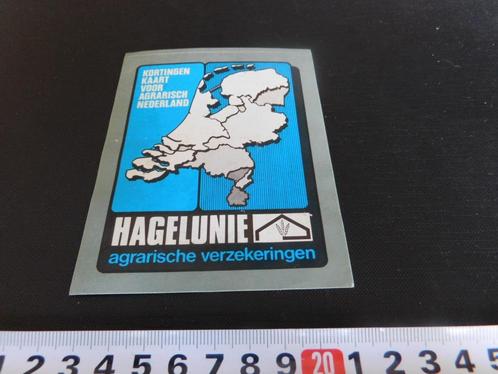 KORTINGEN
KAART
VOOR
AGRARISCH
NEDERLAND
HAGELUNIE
agrarische verzekeringen
1 2 3 4 5 6 7 8 9 20 1 2 3 4 5